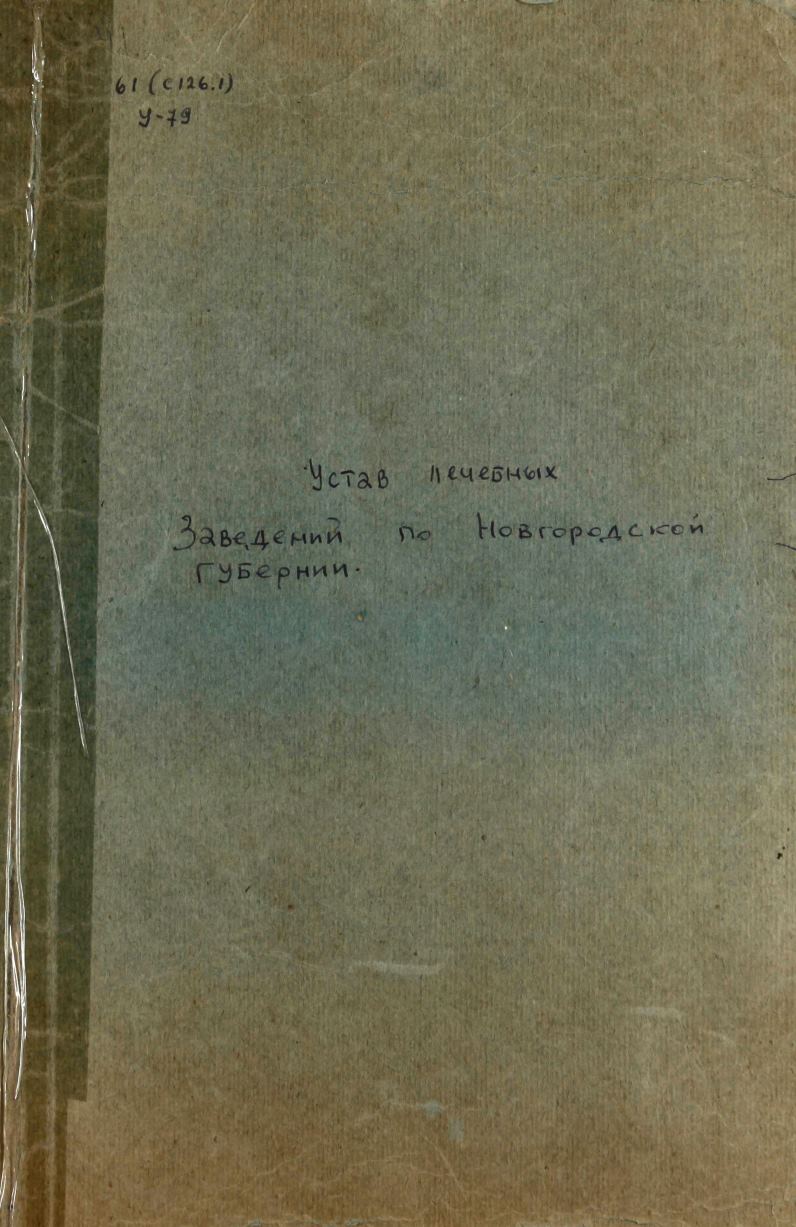 61 (с126.1)
У-79
Устав лечебных
Заведений по Новгородской
Губернии.